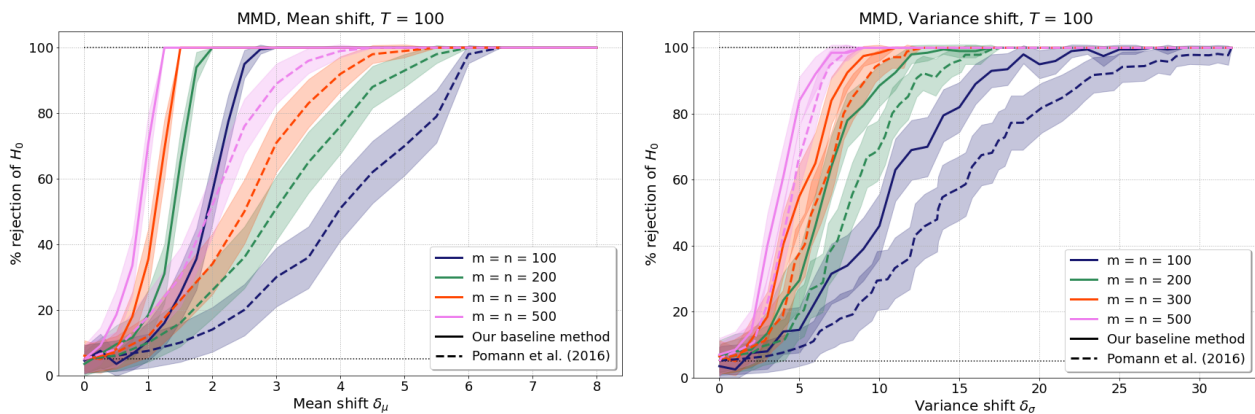 MMD, Mean shift, T = 100
% rejection of H0
100
80
60
40
20
0
m = n = 100
m = n = 200
m = n = 300
m = n = 500
Our baseline method
Pomann et al. (2016)
0 1 2 3 4 5 6 7 8
Mean shift δμ
MMD, Variance shift, T = 100
% rejection of H0
100
80
60
40
20
0
m = n = 100
m = n = 200
m = n = 300
m = n = 500
Our baseline method
Pomann et al. (2016)
0 5 10 15 20 25 30
Variance shift δσ